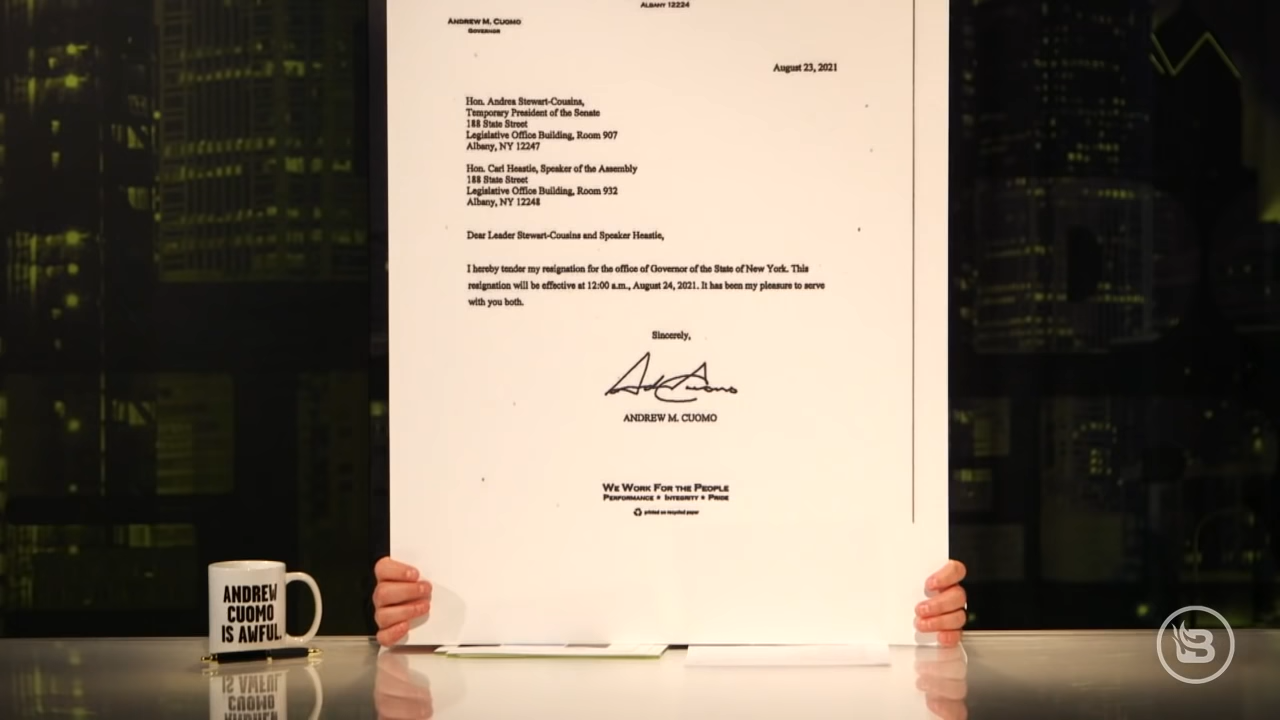 ALBANY 12224
ANDREW M. CUOMO
GOVERNOR
August 23, 2021
Hon. Andrea Stewart-Cousins,
Temporary President of the Senate
188 State Street
Legislative Office Building, Room 907
Albany, NY 12247
Hon. Carl Heastie, Speaker of the Assembly
188 State Street
Legislative Office Building, Room 932
Albany, NY 12248
Dear Leader Stewart-Cousins and Speaker Heastie,
I hereby tender my resignation for the office of Governor of the State of New York. This
resignation will be effective at 12:00 a.m., August 24, 2021. It has been my pleasure to serve
with you both.
Sincerely,
ANDREW M. CUOMO
WE WORK FOR THE PEOPLE
PERFORMANCE * INTEGRITY * PRIDE
printed on recycled paper
ANDREW
CUOMO
IS AWFUL.
B